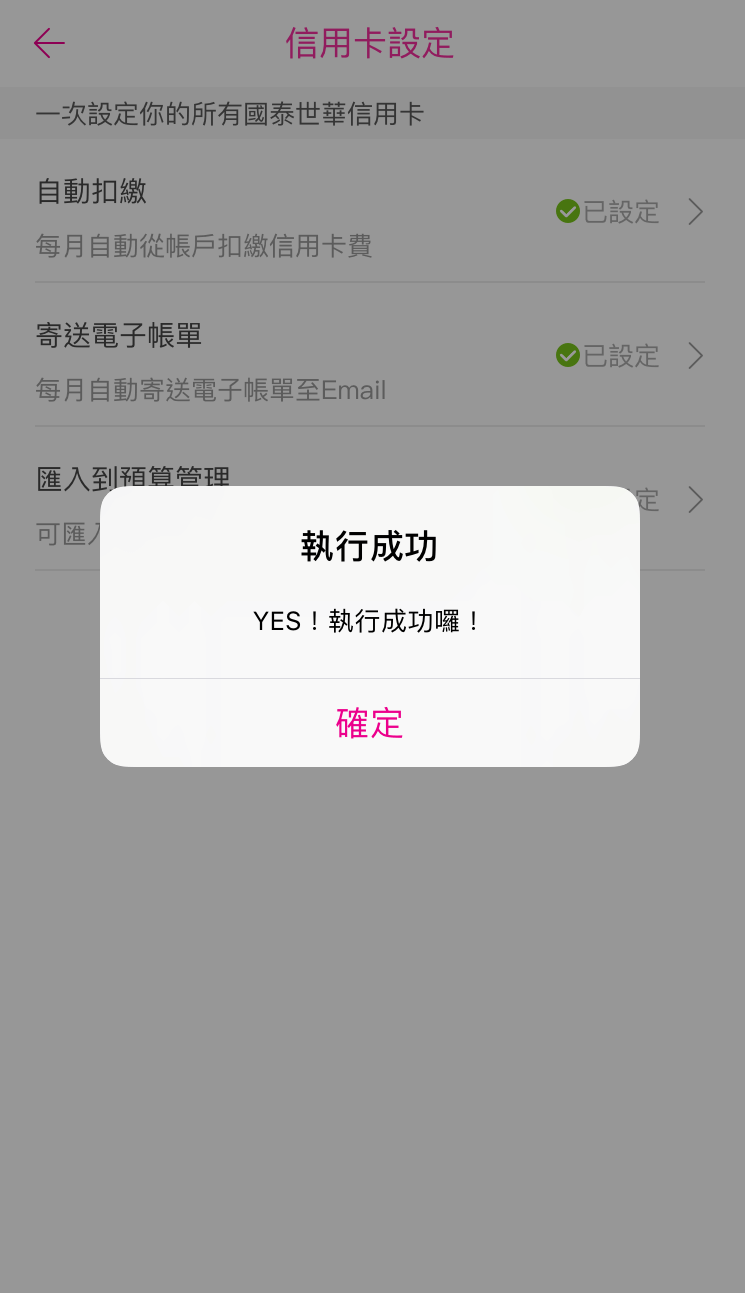 信用卡設定
一次設定你的所有國泰世華信用卡
自動扣繳
已設定
每月自動從帳戶扣繳信用卡費
寄送電子帳單
已設定
每月自動寄送電子帳單至Email
匯入到預算管理
定
可匯入
執行成功
YES！執行成功囉！
確定